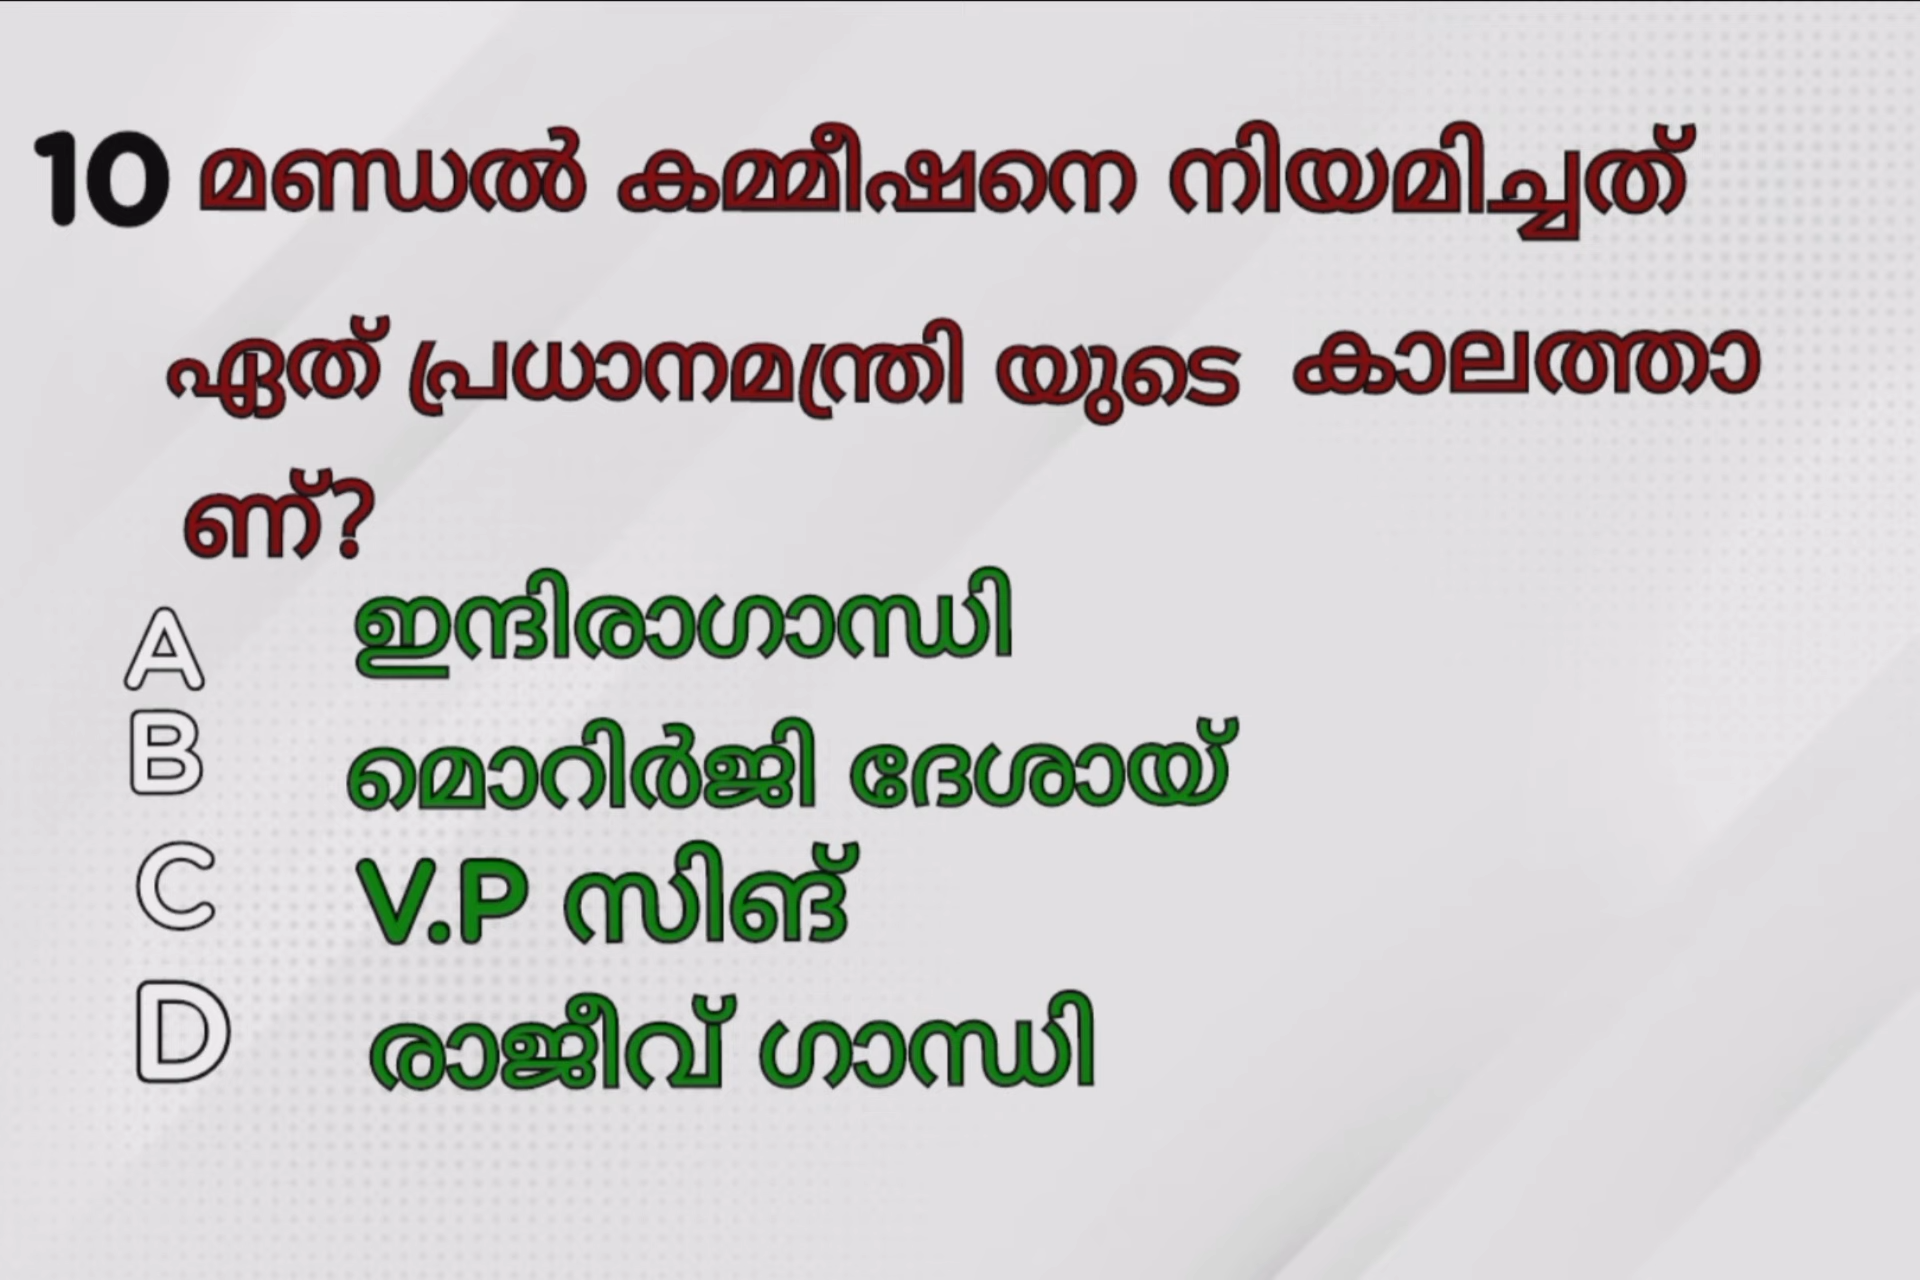 10 മണ്ഡൽ കമ്മീഷനെ നിയമിച്ചത്
ഏത് പ്രധാനമന്ത്രി യുടെ കാലത്താ
ണ്?
A ഇന്ദിരാഗാന്ധി
B മൊറിർജി ദേശായ്
C V.P സിങ്
D രാജീവ് ഗാന്ധി